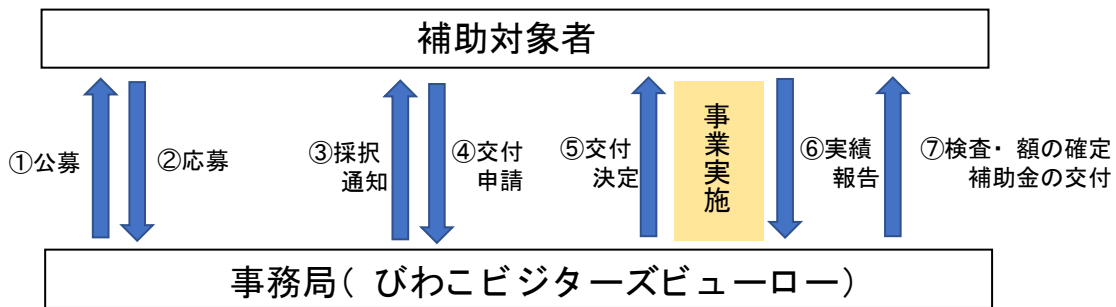 補助対象者
①公募
②応募
③採択
通知
④交付
申請
⑤交付
決定
事業実施
⑥実績
報告
⑦検査・額の確定
補助金の交付
事務局(びわこビジターズビューロー)